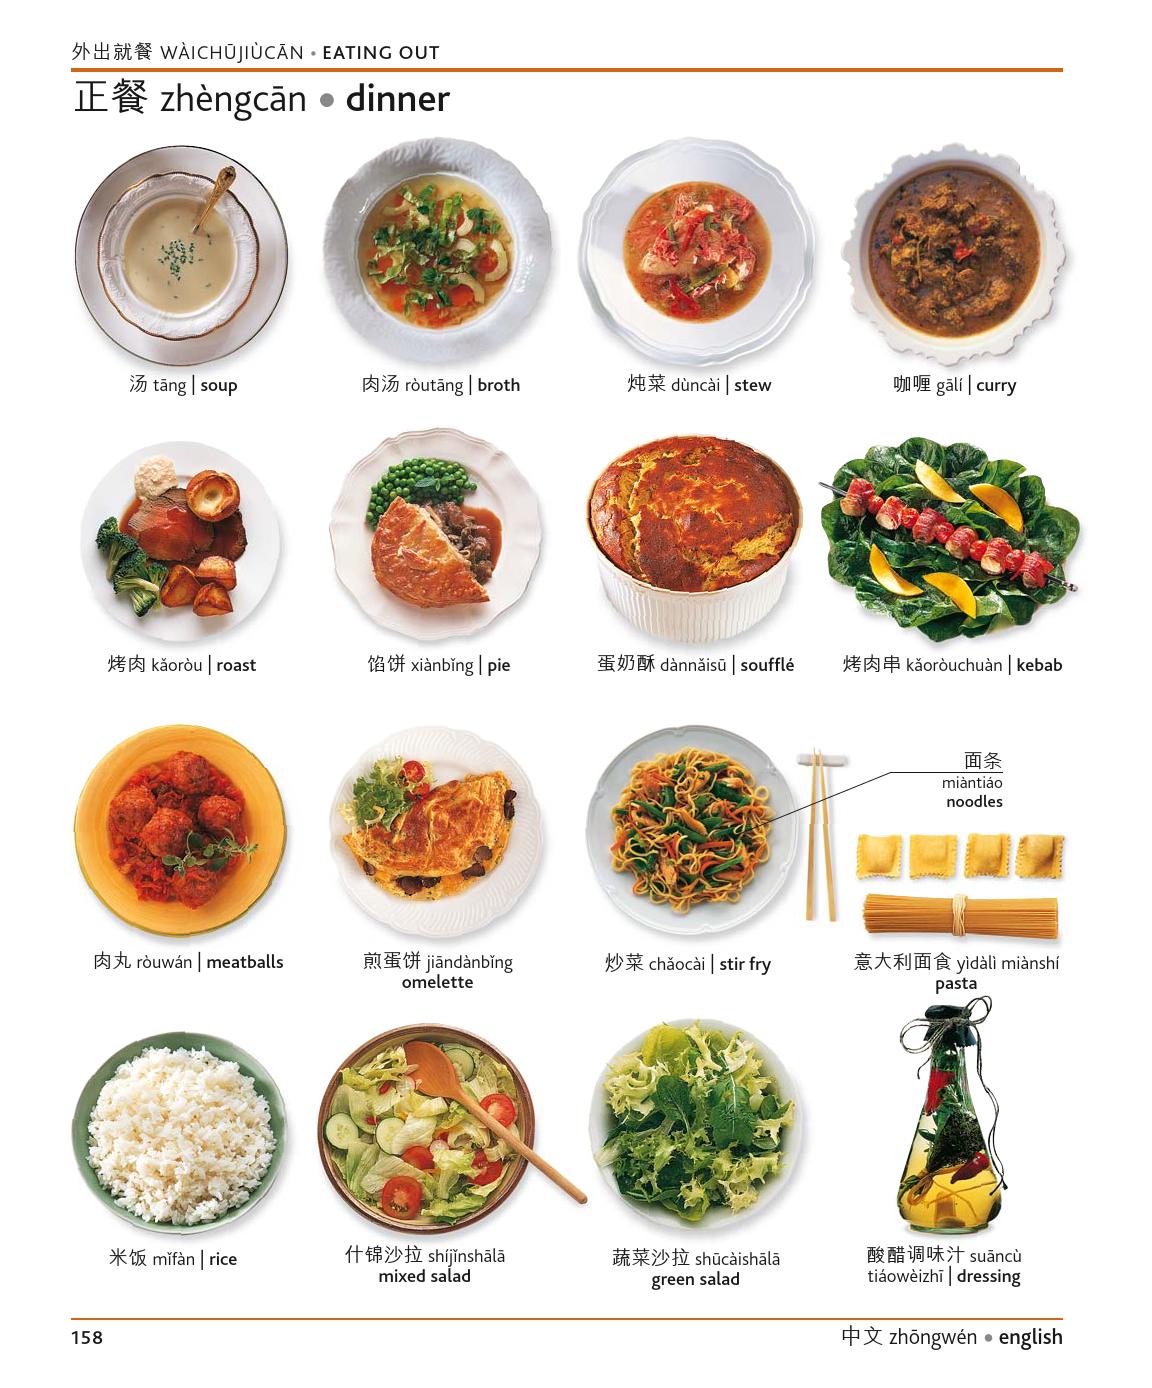 外出就餐 WÀICHŪJIÙCĀN • EATING OUT
正餐 zhèngcān • dinner
汤 tāng | soup
肉汤 ròutāng | broth
炖菜 dùncài | stew
咖喱 gālí | curry
烤肉 kǎoròu | roast
馅饼 xiànbǐng | pie
蛋奶酥 dànnǎisū | soufflé
烤肉串 kǎoròuchuàn | kebab
面条
miàntiáo
noodles
肉丸 ròuwán | meatballs
煎蛋饼 jiāndànbǐng
omelette
炒菜 chǎocài | stir fry
意大利面食 yìdàlì miànshí
pasta
米饭 mǐfàn | rice
什锦沙拉 shíjǐnshālā
mixed salad
蔬菜沙拉 shūcàishālā
green salad
酸醋调味汁 suāncù
tiáowèizhī | dressing
158
中文 zhōngwén • english